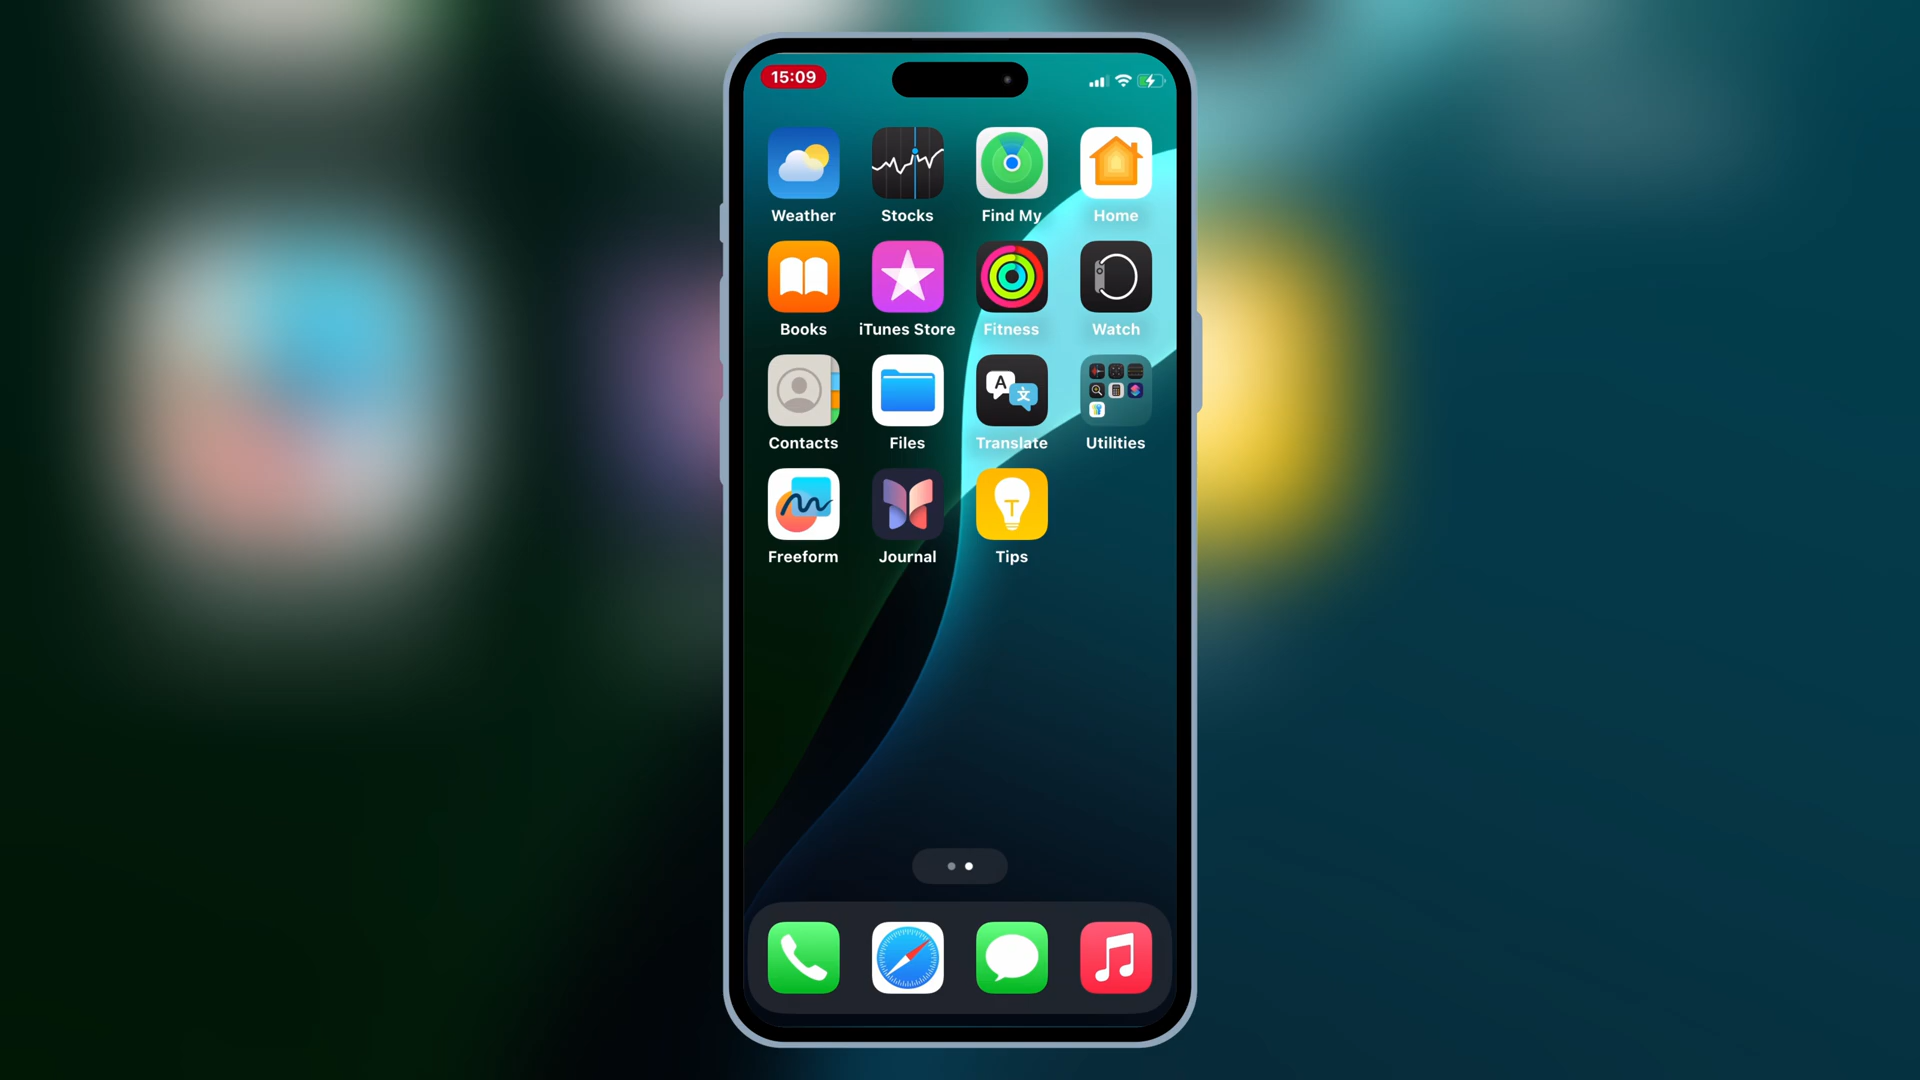 15:09
Weather Stocks Find My Home
Books iTunes Store Fitness Watch
A 文
Contacts Files Translate Utilities
T
Freeform Journal Tips